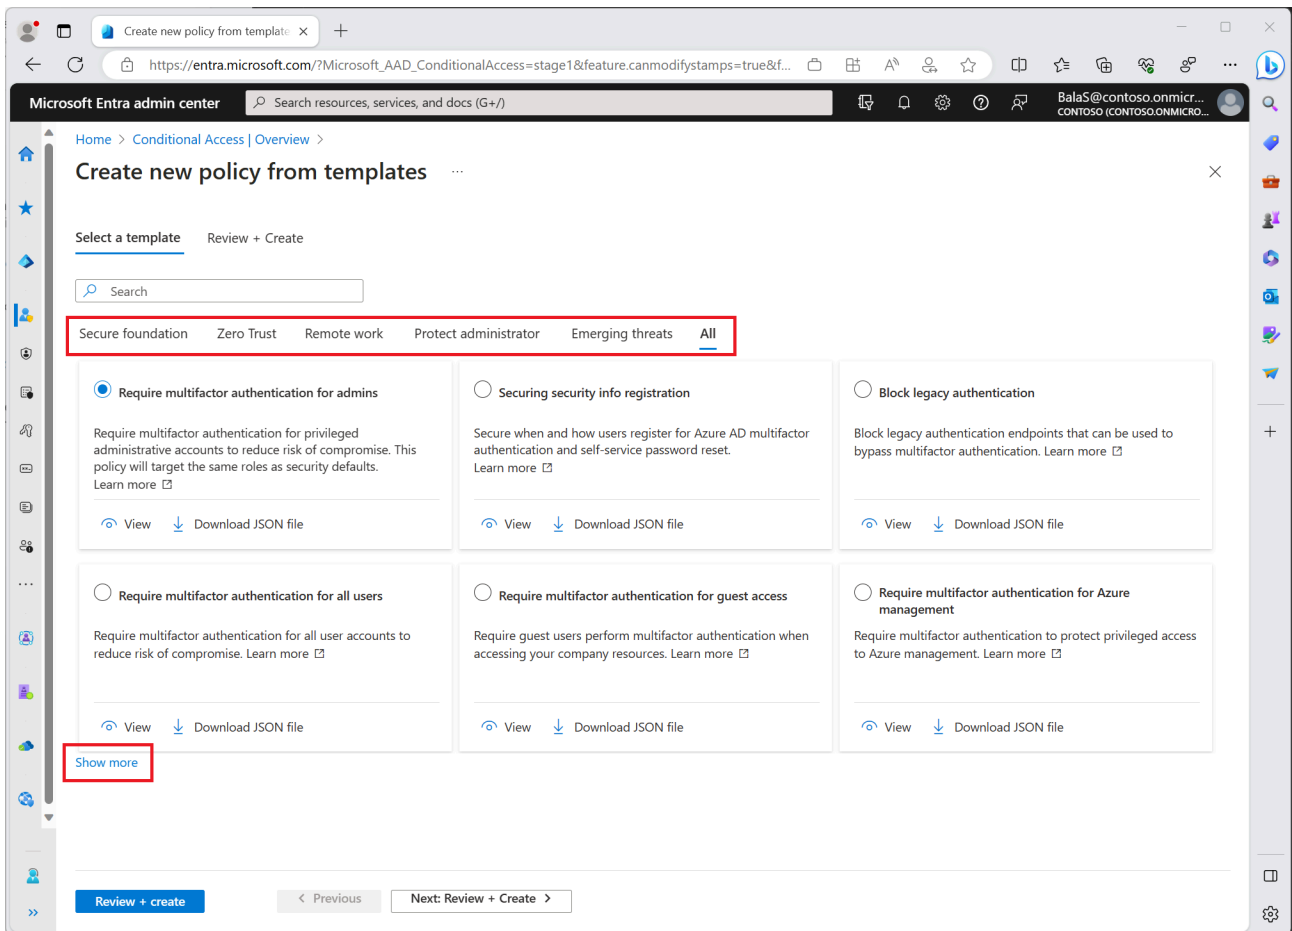 Create new policy from template
https://entra.microsoft.com/?Microsoft_AAD_ConditionalAccess=stage1&feature.canmodifystamps=true&f...
Microsoft Entra admin center
Search resources, services, and docs (G+/)
BalaS@contoso.onmicr...
CONTOSO (CONTOSO.ONMICRO...
Home > Conditional Access | Overview >
Create new policy from templates ...
Select a template Review + Create
Search
Secure foundation Zero Trust Remote work Protect administrator Emerging threats All
Require multifactor authentication for admins
Require multifactor authentication for privileged
administrative accounts to reduce risk of compromise. This
policy will target the same roles as security defaults.
Learn more
View Download JSON file
Securing security info registration
Secure when and how users register for Azure AD multifactor
authentication and self-service password reset.
Learn more
View Download JSON file
Block legacy authentication
Block legacy authentication endpoints that can be used to
bypass multifactor authentication. Learn more
View Download JSON file
Require multifactor authentication for all users
Require multifactor authentication for all user accounts to
reduce risk of compromise. Learn more
View Download JSON file
Require multifactor authentication for guest access
Require guest users perform multifactor authentication when
accessing your company resources. Learn more
View Download JSON file
Require multifactor authentication for Azure
management
Require multifactor authentication to protect privileged access
to Azure management. Learn more
View Download JSON file
Show more
Review + create < Previous Next: Review + Create >